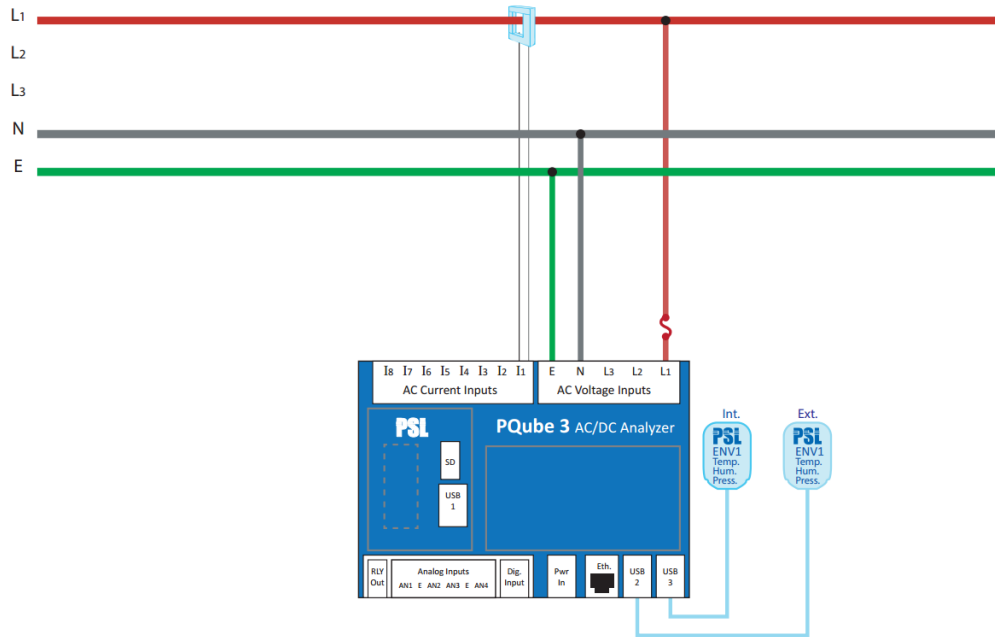 L1
L2
L3
N
E
I8 I7 I6 I5 I4 I3 I2 I1
AC Current Inputs
E N L3 L2 L1
AC Voltage Inputs
PSL
PQube 3 AC/DC Analyzer
SD
USB
1
Int.
PSL
ENV1
Temp.
Hum.
Press.
Ext.
PSL
ENV1
Temp.
Hum.
Press.
RLY
Out
Analog Inputs
AN1 E AN2 AN3 E AN4
Dig.
Input
Pwr
In
Eth.
USB
2
USB
3